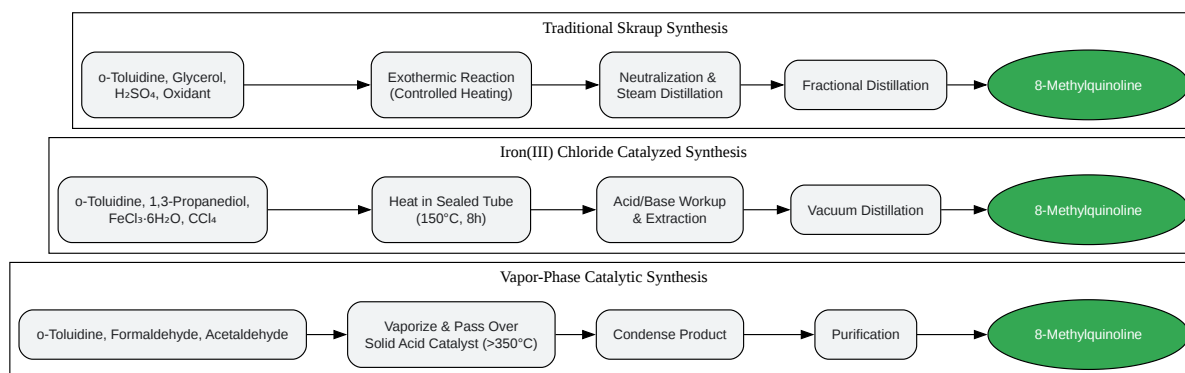 Traditional Skraup Synthesis
o-Toluidine, Glycerol,
H₂SO₄, Oxidant
Exothermic Reaction
(Controlled Heating)
Neutralization &
Steam Distillation
Fractional Distillation
8-Methylquinoline
Iron(III) Chloride Catalyzed Synthesis
o-Toluidine, 1,3-Propanediol,
FeCl₃·6H₂O, CCl₄
Heat in Sealed Tube
(150°C, 8h)
Acid/Base Workup
& Extraction
Vacuum Distillation
8-Methylquinoline
Vapor-Phase Catalytic Synthesis
o-Toluidine, Formaldehyde, Acetaldehyde
Vaporize & Pass Over
Solid Acid Catalyst (>350°C)
Condense Product
Purification
8-Methylquinoline